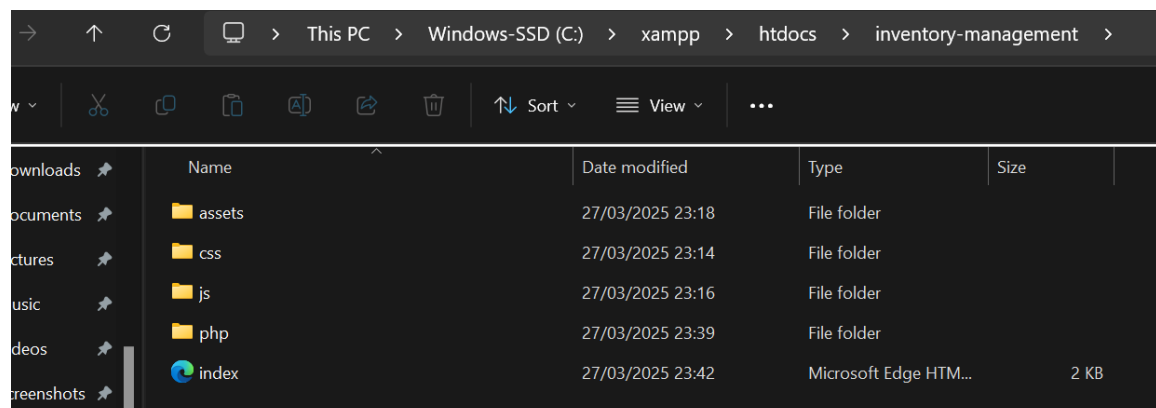 This PC > Windows-SSD (C:) > xampp > htdocs > inventory-management >
Sort View
Name Date modified Type Size
ownloads assets 27/03/2025 23:18 File folder
ocuments css 27/03/2025 23:14 File folder
ctures js 27/03/2025 23:16 File folder
usic php 27/03/2025 23:39 File folder
deos index 27/03/2025 23:42 Microsoft Edge HTM... 2 KB
creenshots